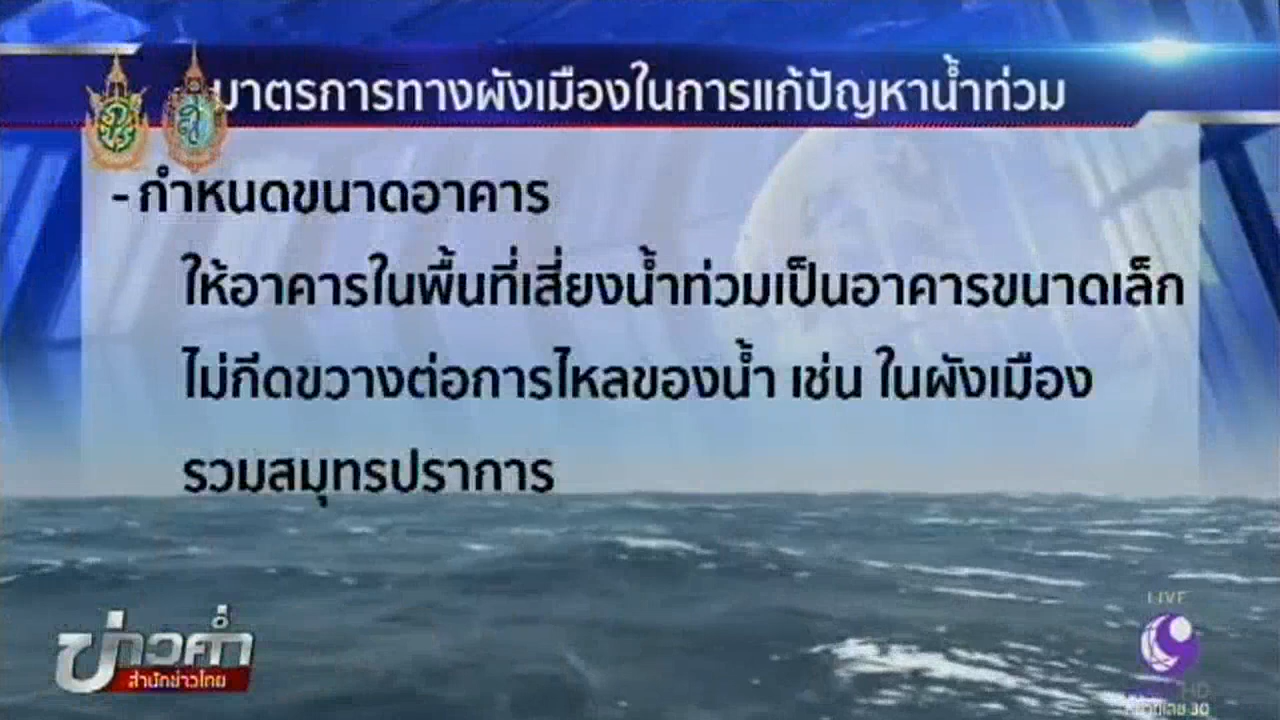 มาตรการทางผังเมืองในการแก้ปัญหาน้ำท่วม
- กำหนดขนาดอาคาร
ให้อาคารในพื้นที่เสี่ยงน้ำท่วมเป็นอาคารขนาดเล็ก
ไม่กีดขวางต่อการไหลของน้ำ เช่น ในผังเมือง
รวมสมุทรปราการ
ข่าวค่ำ
สำนักข่าวไทย
LIVE
HD
30